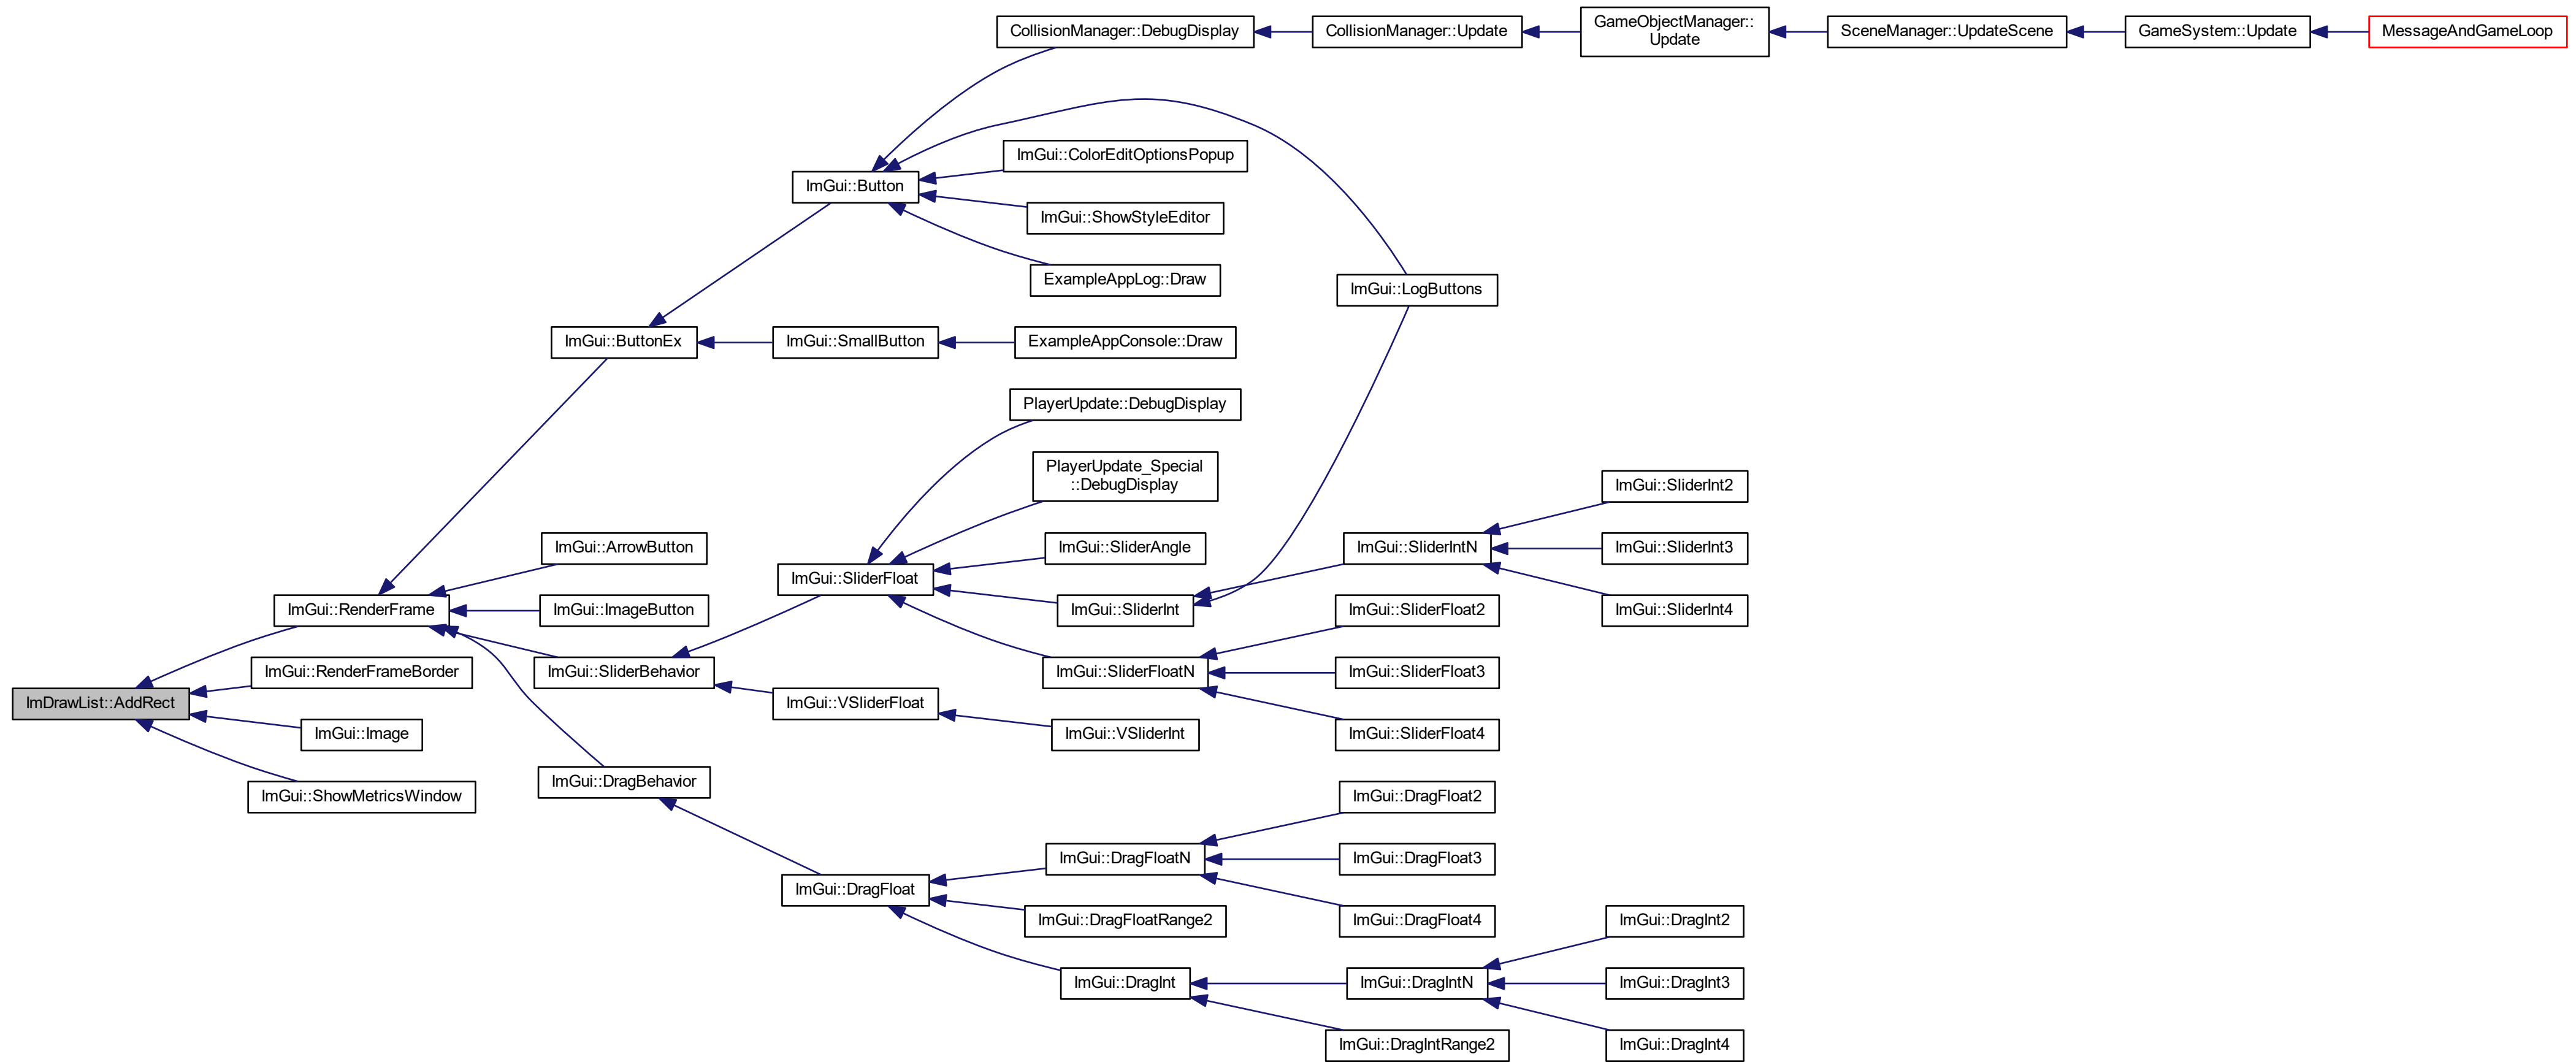 CollisionManager::DebugDisplay
CollisionManager::Update
GameObjectManager::
Update
SceneManager::UpdateScene
GameSystem::Update
MessageAndGameLoop
ImGui::ColorEditOptionsPopup
ImGui::Button
ImGui::ShowStyleEditor
ExampleAppLog::Draw
ImGui::LogButtons
ImGui::ButtonEx
ImGui::SmallButton
ExampleAppConsole::Draw
PlayerUpdate::DebugDisplay
PlayerUpdate_Special
::DebugDisplay
ImGui::SliderInt2
ImGui::ArrowButton
ImGui::SliderAngle
ImGui::SliderIntN
ImGui::SliderInt3
ImGui::SliderFloat
ImGui::RenderFrame
ImGui::ImageButton
ImGui::SliderInt
ImGui::SliderFloat2
ImGui::SliderInt4
ImGui::RenderFrameBorder
ImGui::SliderBehavior
ImGui::SliderFloatN
ImGui::SliderFloat3
ImDrawList::AddRect
ImGui::VSliderFloat
ImGui::Image
ImGui::VSliderInt
ImGui::SliderFloat4
ImGui::DragBehavior
ImGui::ShowMetricsWindow
ImGui::DragFloat2
ImGui::DragFloatN
ImGui::DragFloat3
ImGui::DragFloat
ImGui::DragFloatRange2
ImGui::DragFloat4
ImGui::DragInt2
ImGui::DragInt
ImGui::DragIntN
ImGui::DragInt3
ImGui::DragIntRange2
ImGui::DragInt4